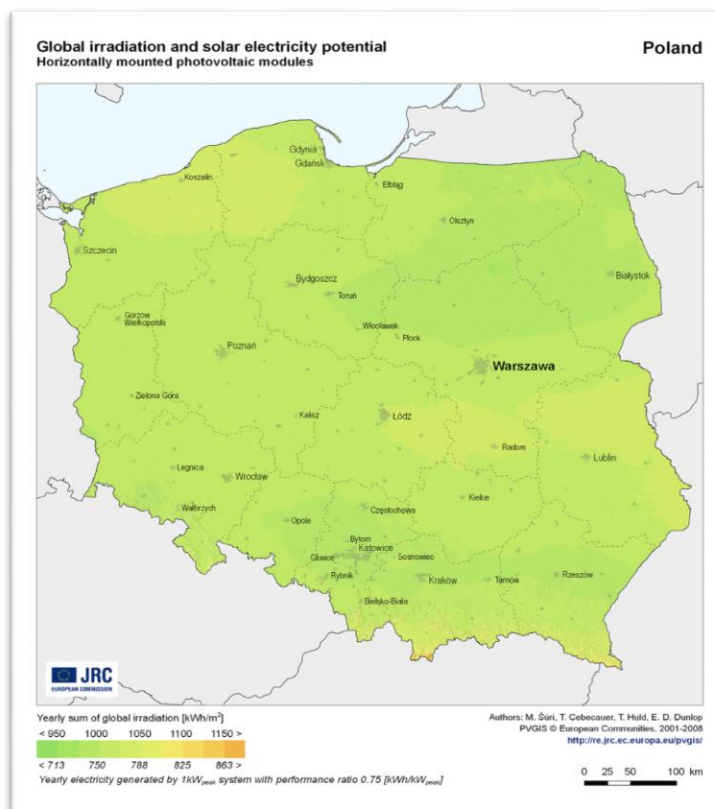 Global irradiation and solar electricity potential
Horizontally mounted photovoltaic modules
Poland
Gdynia
Gdańsk
Koszalin
Elbląg
Olsztyn
Szczecin
Białystok
Bydgoszcz
Toruń
Gorzów
Wielkopolski
Włocławek
Płock
Poznań
Warszawa
Zielona Góra
Kalisz
Łódź
Radom
Lublin
Legnica
Wrocław
Kielce
Wałbrzych
Opole
Częstochowa
Bytom
Katowice
Gliwice
Sosnowiec
Rybnik
Kraków
Tarnów
Rzeszów
Bielsko-Biała
JRC
EUROPEAN COMMISSION
Yearly sum of global irradiation [kWh/m²]
< 950 1000 1050 1100 1150 >
< 713 750 788 825 863 >
Yearly electricity generated by 1kWpeak system with performance ratio 0.75 [kWh/kWpeak]
Authors: M. Šúri, T. Cebecauer, T. Huld, E. D. Dunlop
PVGIS © European Communities, 2001-2008
http://re.jrc.ec.europa.eu/pvgis/
0 25 50 100 km